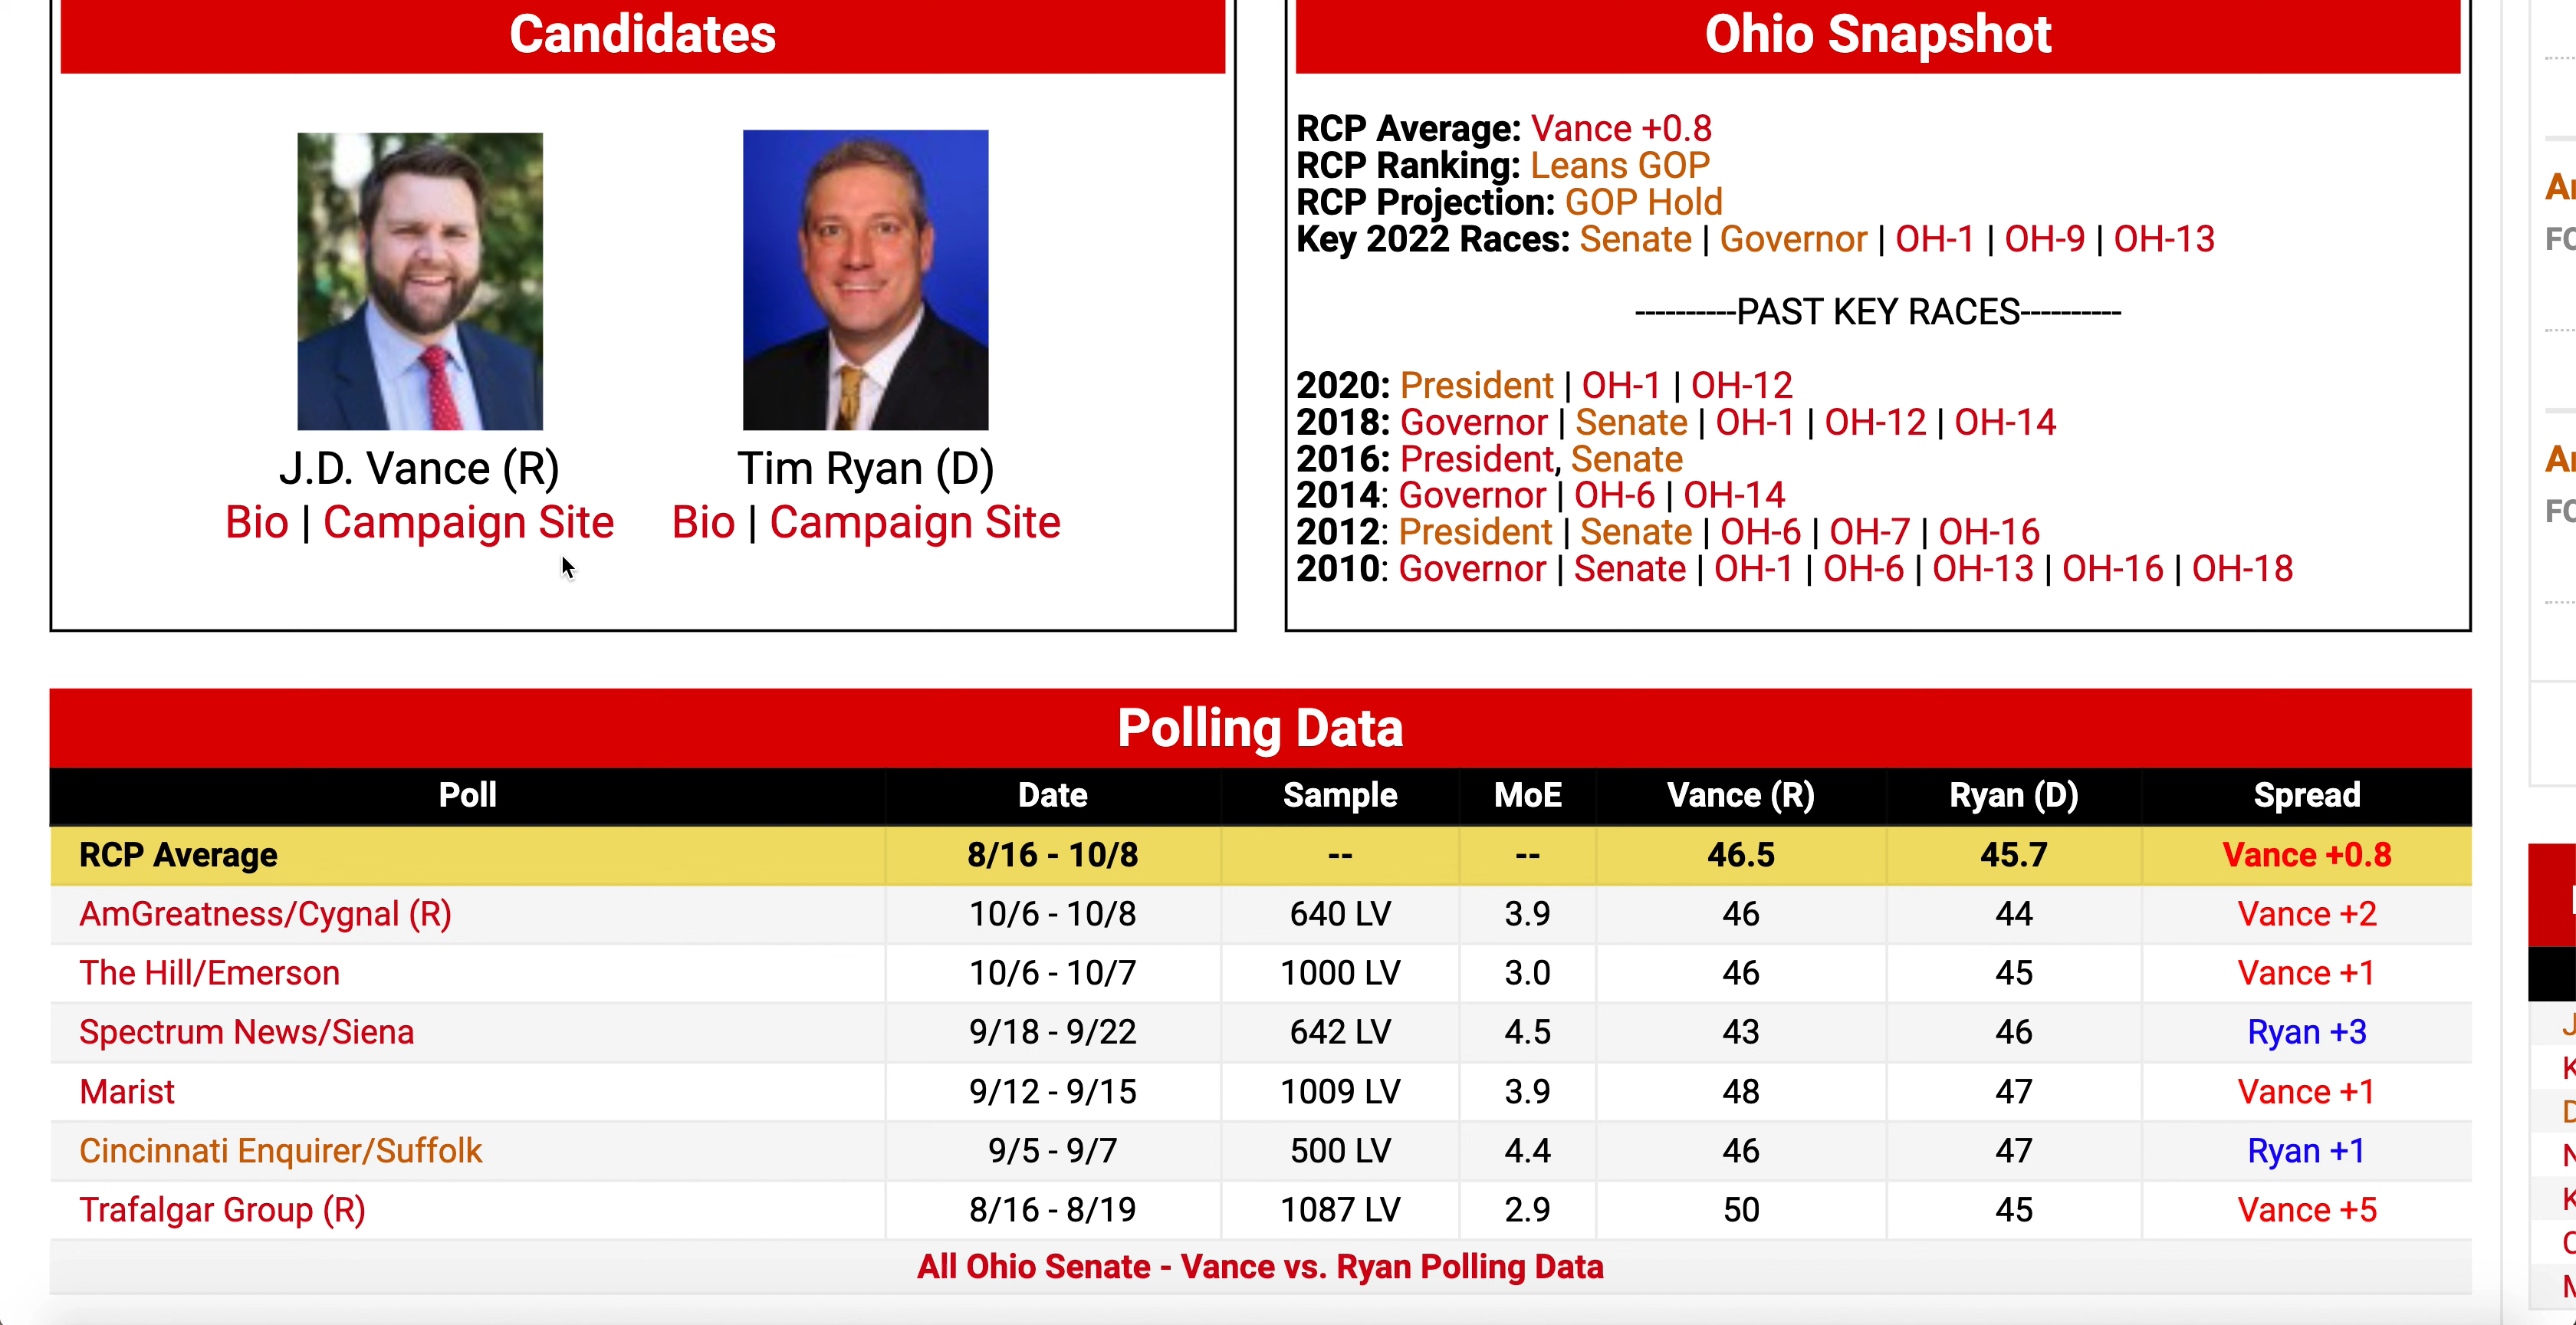 Candidates
J.D. Vance (R)
Bio | Campaign Site
Tim Ryan (D)
Bio | Campaign Site
Ohio Snapshot
RCP Average: Vance +0.8
RCP Ranking: Leans GOP
RCP Projection: GOP Hold
Key 2022 Races: Senate | Governor | OH-1 | OH-9 | OH-13
----------PAST KEY RACES----------
2020: President | OH-1 | OH-12
2018: Governor | Senate | OH-1 | OH-12 | OH-14
2016: President, Senate
2014: Governor | OH-6 | OH-14
2012: President | Senate | OH-6 | OH-7 | OH-16
2010: Governor | Senate | OH-1 | OH-6 | OH-13 | OH-16 | OH-18
Polling Data
Poll Date Sample MoE Vance (R) Ryan (D) Spread
RCP Average 8/16 - 10/8 -- -- 46.5 45.7 Vance +0.8
AmGreatness/Cygnal (R) 10/6 - 10/8 640 LV 3.9 46 44 Vance +2
The Hill/Emerson 10/6 - 10/7 1000 LV 3.0 46 45 Vance +1
Spectrum News/Siena 9/18 - 9/22 642 LV 4.5 43 46 Ryan +3
Marist 9/12 - 9/15 1009 LV 3.9 48 47 Vance +1
Cincinnati Enquirer/Suffolk 9/5 - 9/7 500 LV 4.4 46 47 Ryan +1
Trafalgar Group (R) 8/16 - 8/19 1087 LV 2.9 50 45 Vance +5
All Ohio Senate - Vance vs. Ryan Polling Data